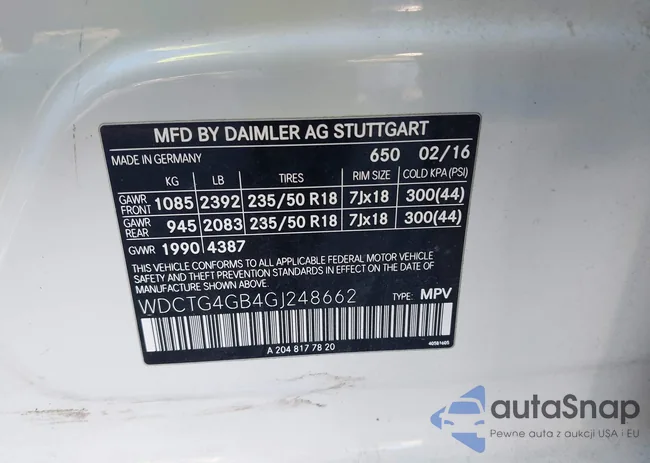 MFD BY DAIMLER AG STUTTGART
MADE IN GERMANY 650 02/16
KG LB TIRES RIM SIZE COLD KPA (PSI)
GAWR FRONT 1085 2392 235/50 R18 7Jx18 300(44)
GAWR REAR 945 2083 235/50 R18 7Jx18 300(44)
GVWR 1990 4387
THIS VEHICLE CONFORMS TO ALL APPLICABLE FEDERAL MOTOR VEHICLE
SAFETY AND THEFT PREVENTION STANDARDS IN EFFECT ON THE DATE OF
MANUFACTURE SHOWN ABOVE.
WDCTG4GB4GJ248662 TYPE: MPV
A 204 817 78 20
autaSnap
Pewne auta z aukcji USA i EU